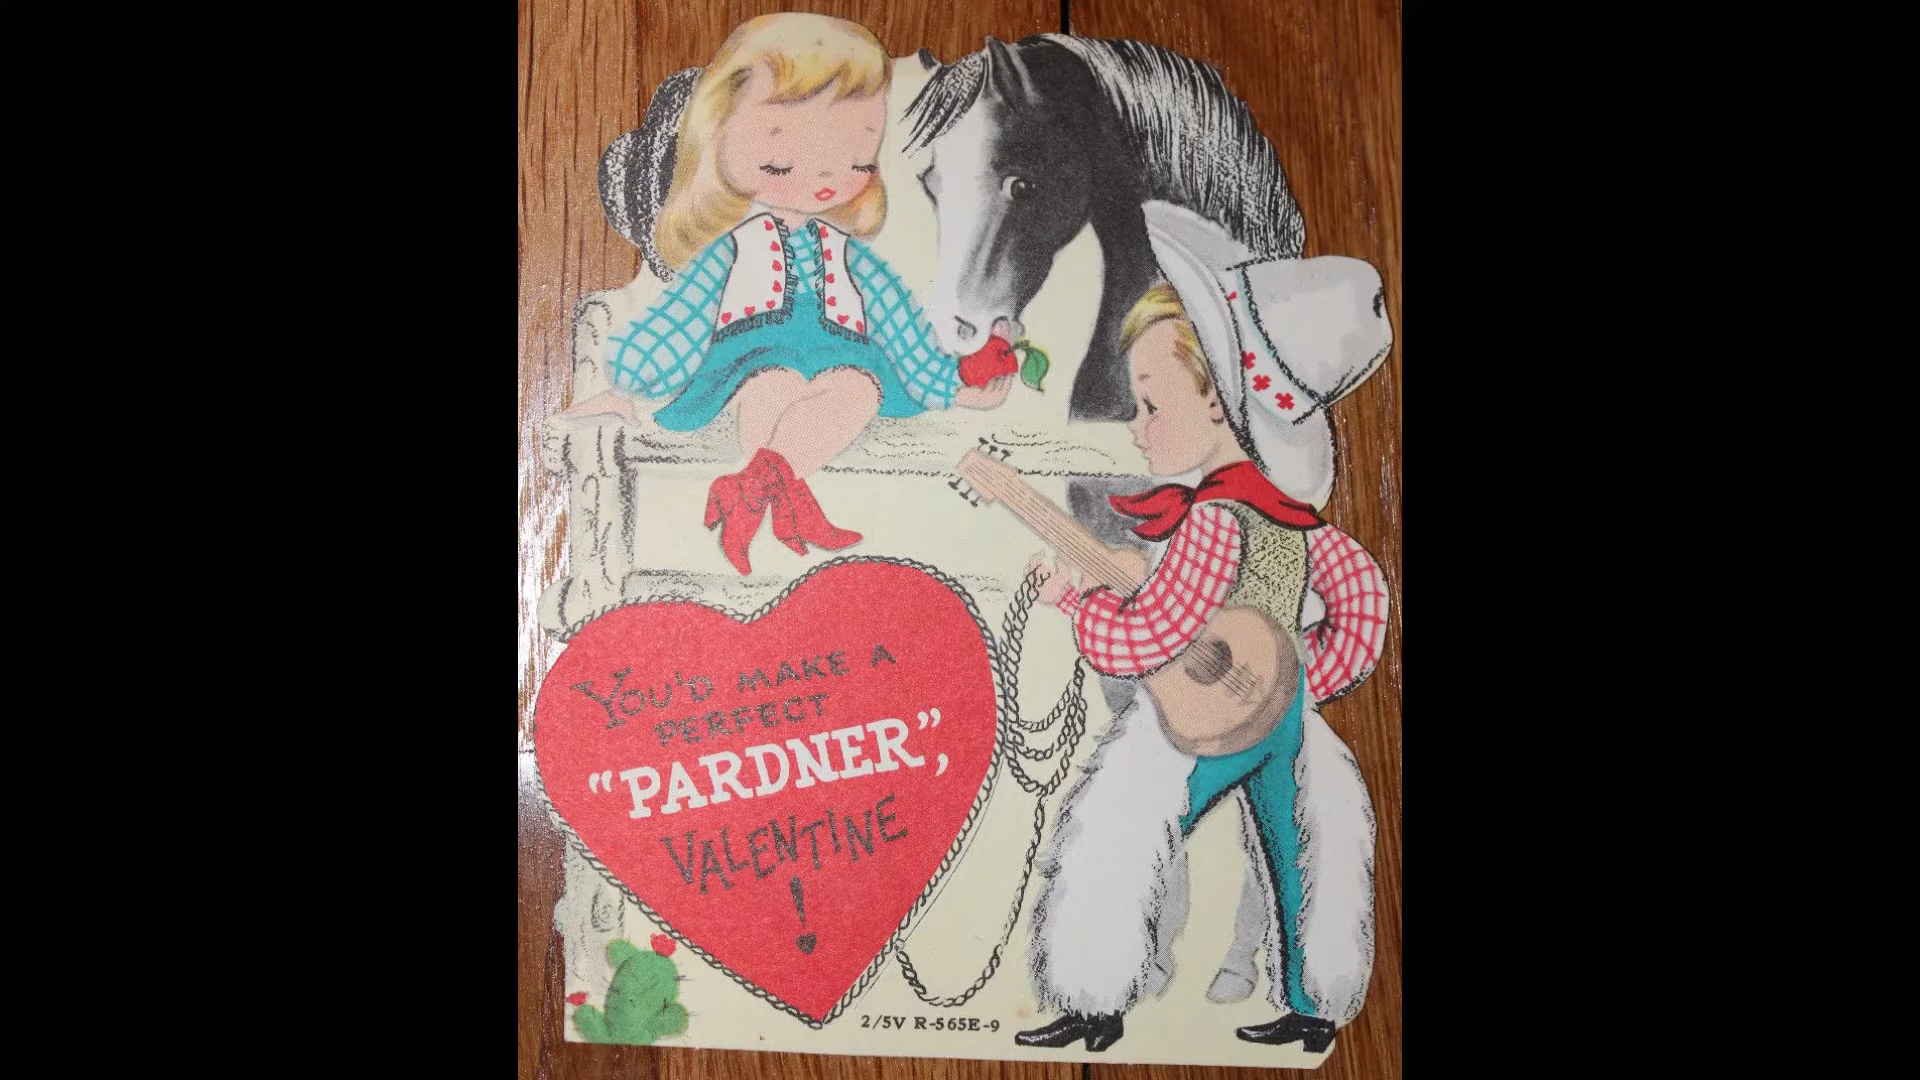 YOU'D MAKE A
PERFECT
"PARDNER",
VALENTINE
!
2/5V R-565E-9